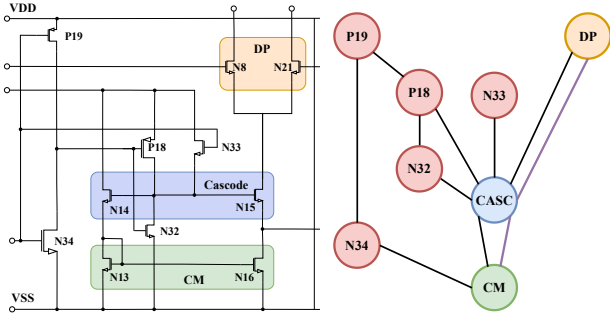 VDD
P19
DP
N8
N21
P18
N33
Cascode
N14
N15
N32
N34
N13
N16
CM
VSS
P19
DP
P18
N33
N32
CASC
N34
CM